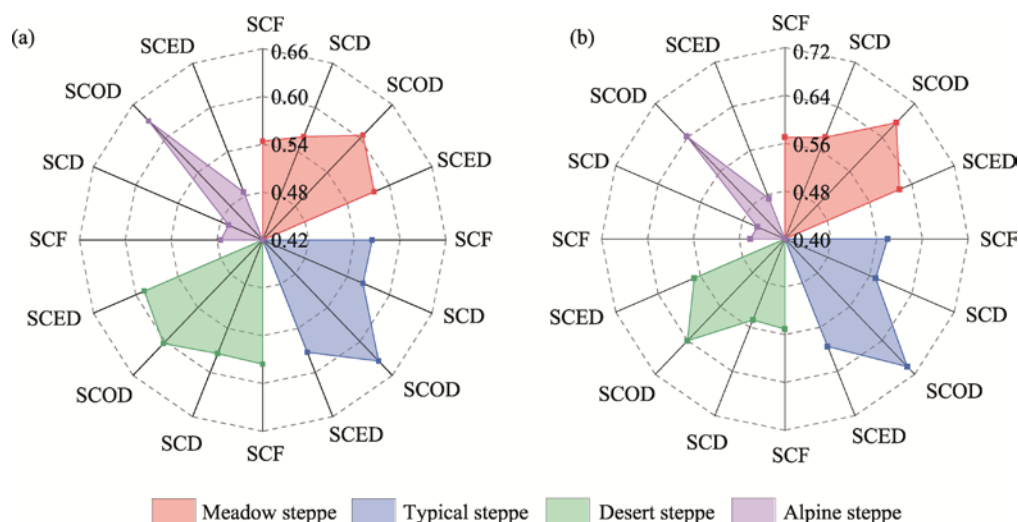 (a)
SCF
0.66
SCD
SCOD
SCED
SCF
SCD
SCOD
SCED
SCF
SCD
SCOD
SCED
SCF
SCD
SCOD
SCED
0.60
0.54
0.48
0.42
(b)
SCF
0.72
SCD
SCOD
SCED
SCF
SCD
SCOD
SCED
SCF
SCD
SCOD
SCED
SCF
SCD
SCOD
SCED
0.64
0.56
0.48
0.40
Meadow steppe Typical steppe Desert steppe Alpine steppe